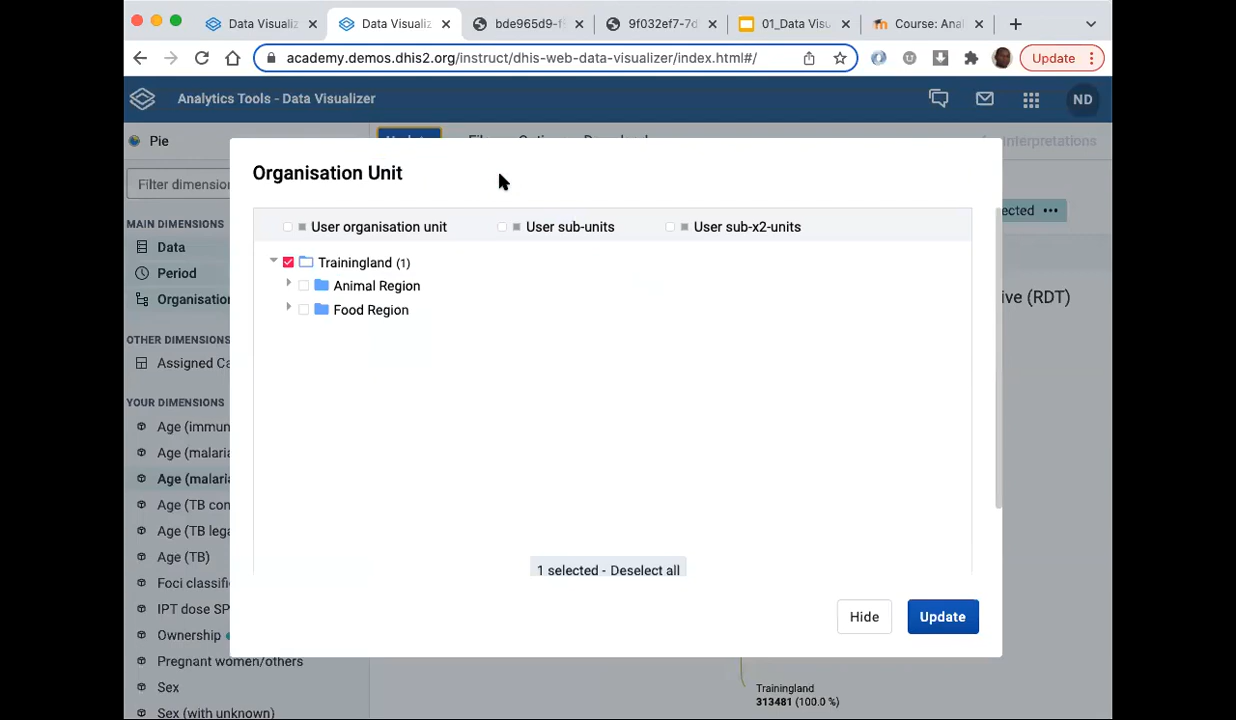 Data Visualiz
Data Visualiz
bde965d9-f
9f032ef7-7d
01_Data Visu
Course: Ana
academy.demos.dhis2.org/instruct/dhis-web-data-visualizer/index.html#/
Update
Analytics Tools - Data Visualizer
ND
Pie
Interpretations
Filter dimension
Organisation Unit
MAIN DIMENSIONS
Data
Period
Organisation
User organisation unit
User sub-units
User sub-x2-units
ected
Trainingland (1)
Animal Region
Food Region
ive (RDT)
OTHER DIMENSIONS
Assigned Ca
YOUR DIMENSIONS
Age (immun
Age (malaria
Age (malaria
Age (TB con
Age (TB lega
Age (TB)
Foci classifi
IPT dose SP
Ownership
Pregnant women/others
Sex
Sex (with unknown)
1 selected - Deselect all
Hide
Update
Trainingland
313481 (100.0 %)